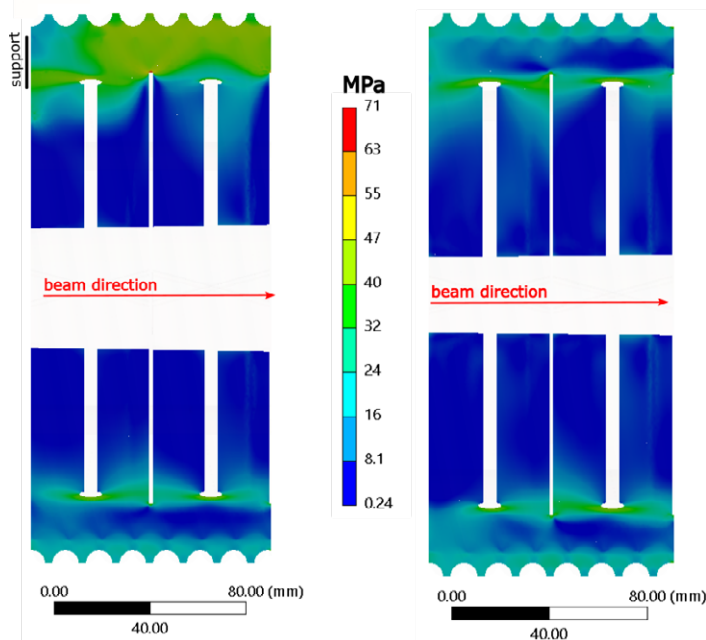 support
MPa
71
63
55
47
40
32
24
16
8.1
0.24
beam direction
beam direction
0.00 80.00 (mm)
40.00
0.00 80.00 (mm)
40.00